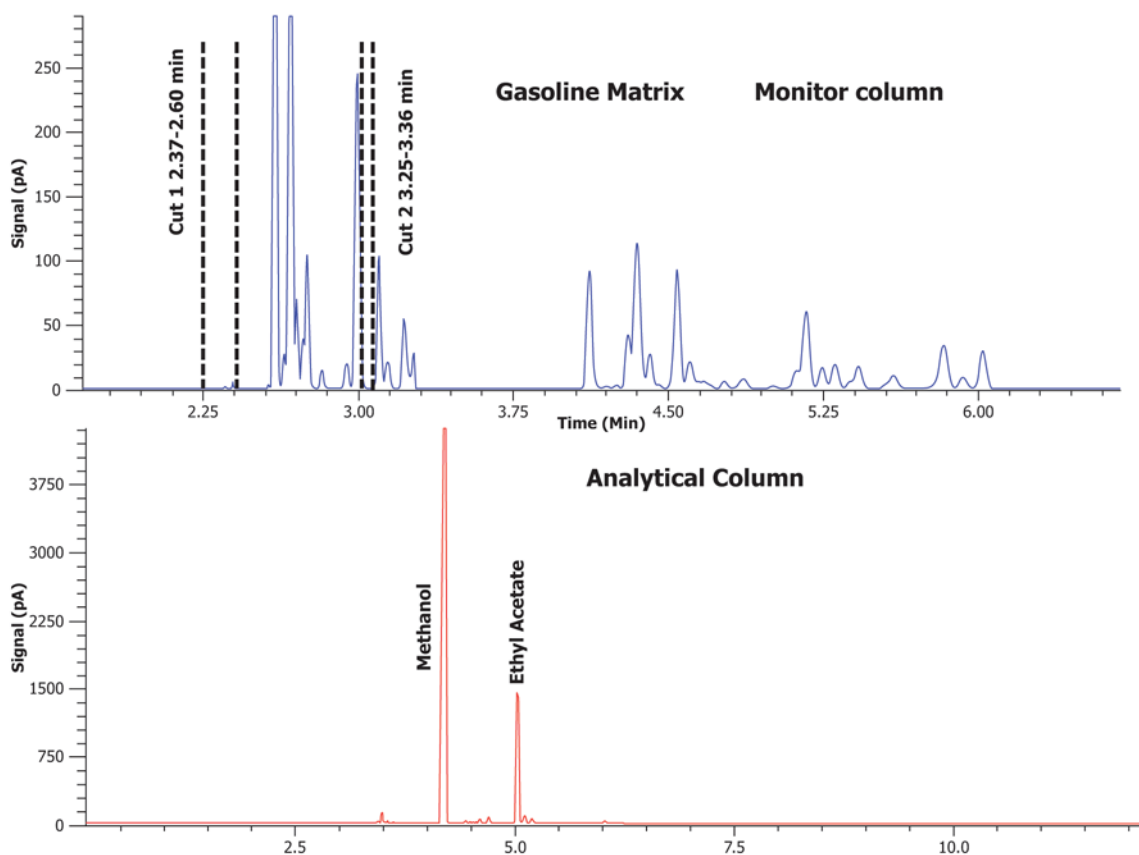 250
200
150
100
50
0
Signal (pA)
Cut 1 2.37-2.60 min
Cut 2 3.25-3.36 min
Gasoline Matrix Monitor column
2.25 3.00 3.75 4.50 5.25 6.00
Time (Min)
Analytical Column
3750
3000
2250
1500
750
0
Signal (pA)
Methanol
Ethyl Acetate
2.5 5.0 7.5 10.0